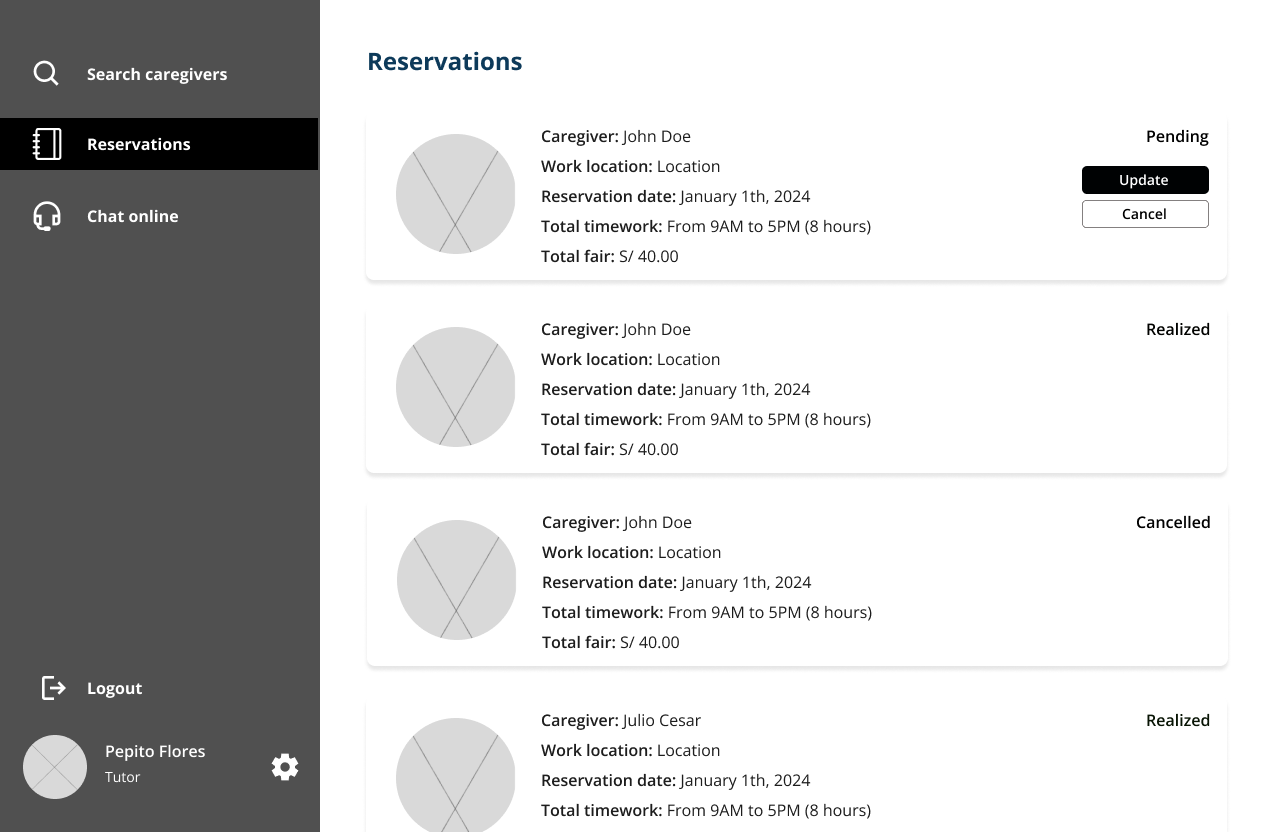 Search caregivers
Reservations
Chat online
Logout
Pepito Flores
Tutor
Reservations
Caregiver: John Doe
Pending
Work location: Location
Update
Reservation date: January 1th, 2024
Cancel
Total timework: From 9AM to 5PM (8 hours)
Total fair: S/ 40.00
Caregiver: John Doe
Realized
Work location: Location
Reservation date: January 1th, 2024
Total timework: From 9AM to 5PM (8 hours)
Total fair: S/ 40.00
Caregiver: John Doe
Cancelled
Work location: Location
Reservation date: January 1th, 2024
Total timework: From 9AM to 5PM (8 hours)
Total fair: S/ 40.00
Caregiver: Julio Cesar
Realized
Work location: Location
Reservation date: January 1th, 2024
Total timework: From 9AM to 5PM (8 hours)